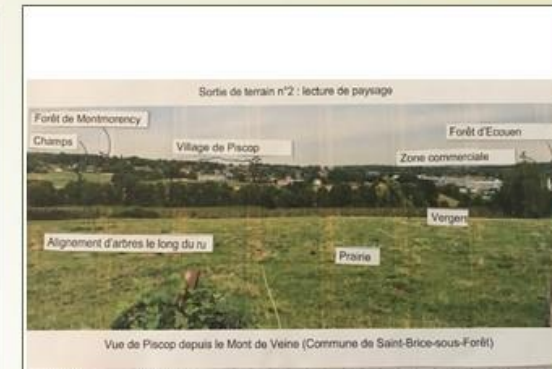 Sortie de terrain n°2 : lecture de paysage
Forêt de Montmorency
Forêt d'Ecouen
Champs
Village de Piscop
Zone commerciale
Vergers
Alignement d'arbres le long du ru
Prairie
Vue de Piscop depuis le Mont de Veine (Commune de Saint-Brice-sous-Forêt)